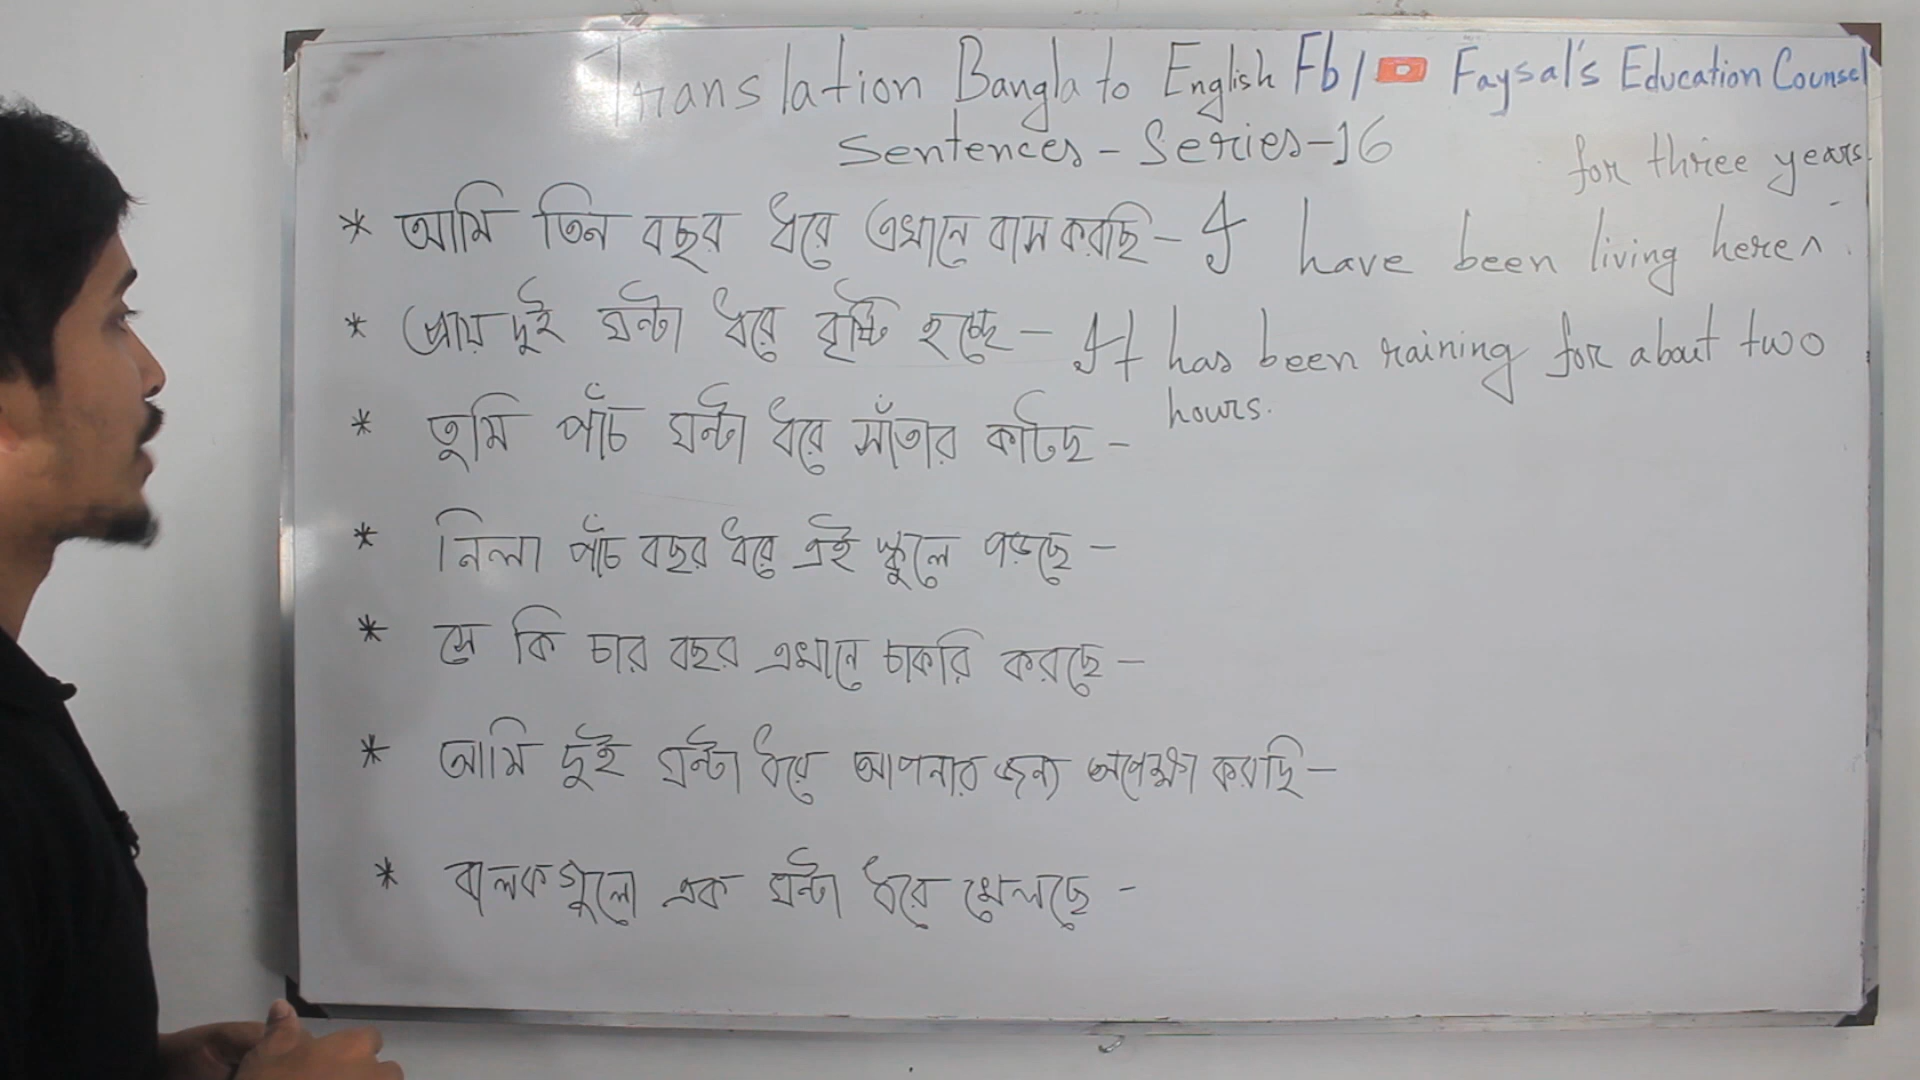 Translation Bangla to English Fb/ Faysal's Education Counsel
Sentences - Series-16
for three years.
* আমি তিন বছর ধরে এখানে বাস করছি - I have been living here^.
* প্রায় দুই ঘন্টা ধরে বৃষ্টি হচ্ছে - It has been raining for about two
hours.
* তুমি পাঁচ ঘন্টা ধরে সাঁতার কাটছ -
* নিলা পাঁচ বছর ধরে এই স্কুলে পড়ছে -
* সে কি চার বছর এখানে চাকরি করছে -
* আমি দুই ঘন্টা ধরে আপনার জন্য অপেক্ষা করছি -
* বালকগুলো এক ঘন্টা ধরে খেলছে -